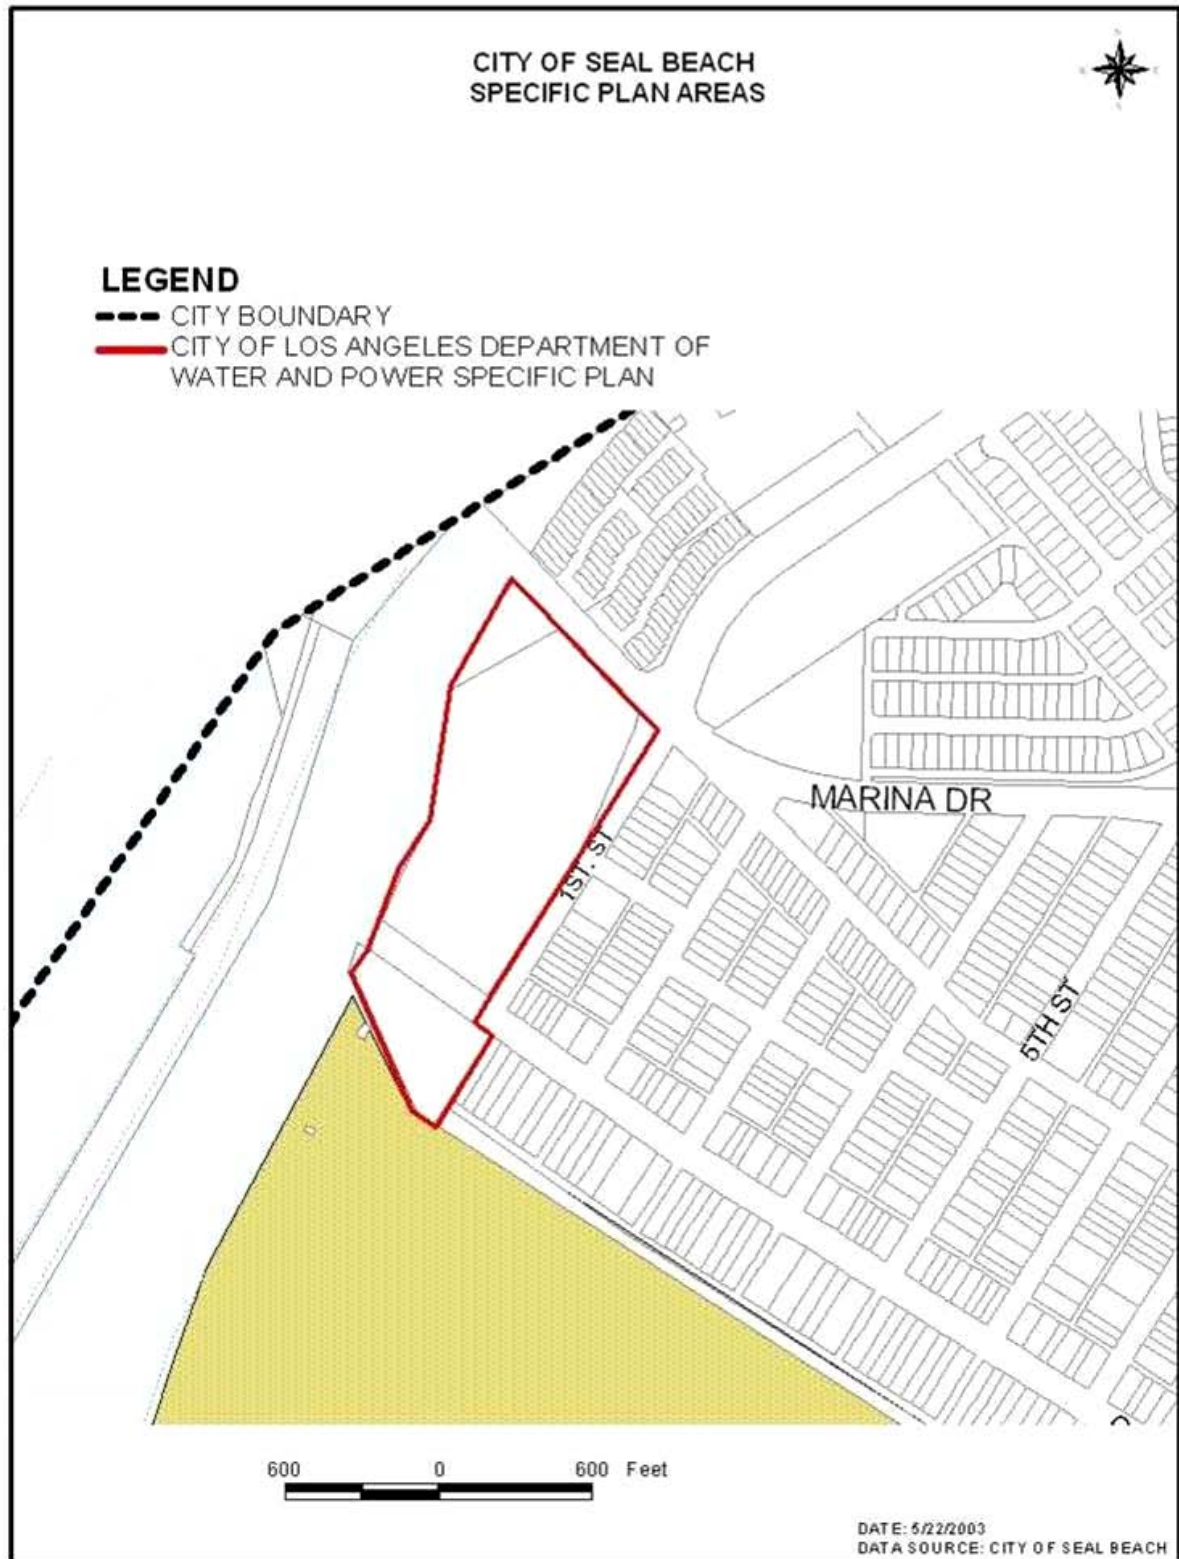 CITY OF SEAL BEACH
SPECIFIC PLAN AREAS
LEGEND
CITY BOUNDARY
CITY OF LOS ANGELES DEPARTMENT OF
WATER AND POWER SPECIFIC PLAN
MARINA DR
1ST. ST
5TH ST
600 0 600 Feet
DATE: 5/22/2003
DATA SOURCE: CITY OF SEAL BEACH